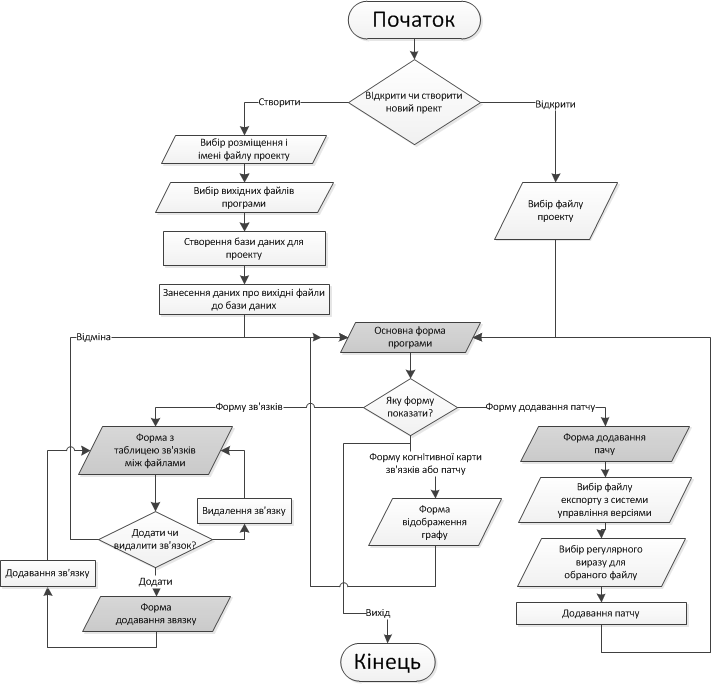 Початок
Відкрити чи створити
новий прект
Створити
Відкрити
Вибір розміщення і
імені файлу проекту
Вибір вихідних файлів
програми
Вибір файлу
проекту
Створення бази даних для
проекту
Занесення даних про вихідні файли
до бази даних
Відміна
Основна форма
програми
Яку форму
показати?
Форму зв'язків
Форму додавання патчу
Форма з
таблицею зв'язків
між файлами
Форму когнітивної карти
зв'язків або патчу
Форма додавання
пачу
Видалення зв'язку
Форма
відображення
графу
Вибір файлу
експорту з системи
управління версіями
Додати чи
видалити зв'язок?
Додавання зв'язку
Додати
Вибір регулярного
виразу для
обраного файлу
Форма
додавання звязку
Вихід
Додавання патчу
Кінець